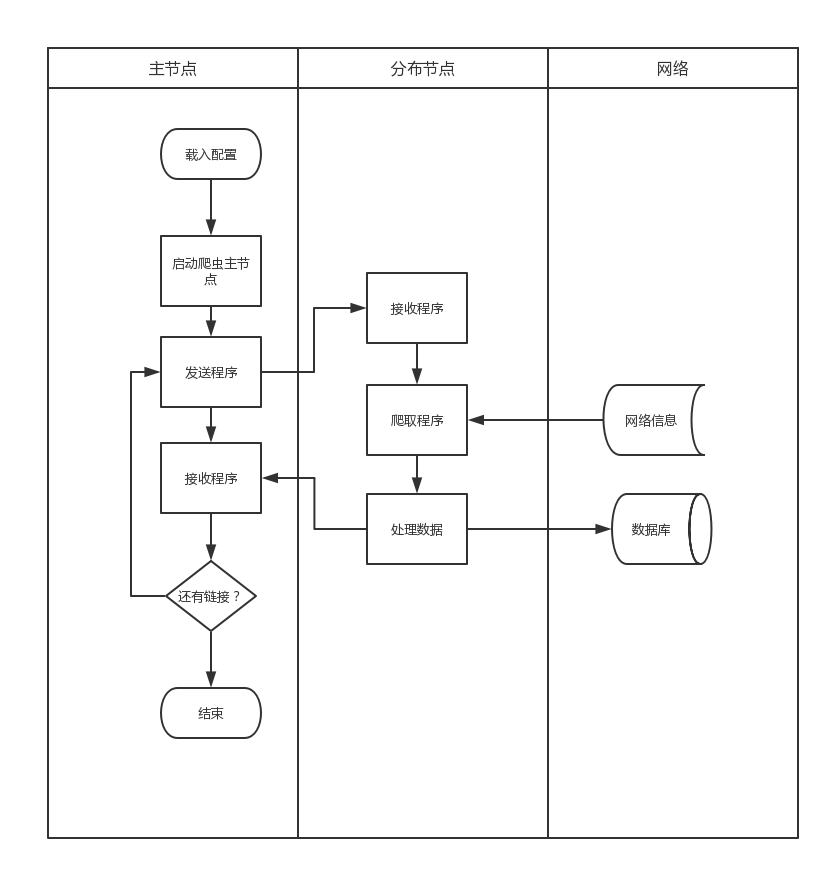 主节点
分布节点
网络
载入配置
启动爬虫主节
点
发送程序
接收程序
还有链接？
结束
接收程序
爬取程序
处理数据
网络信息
数据库